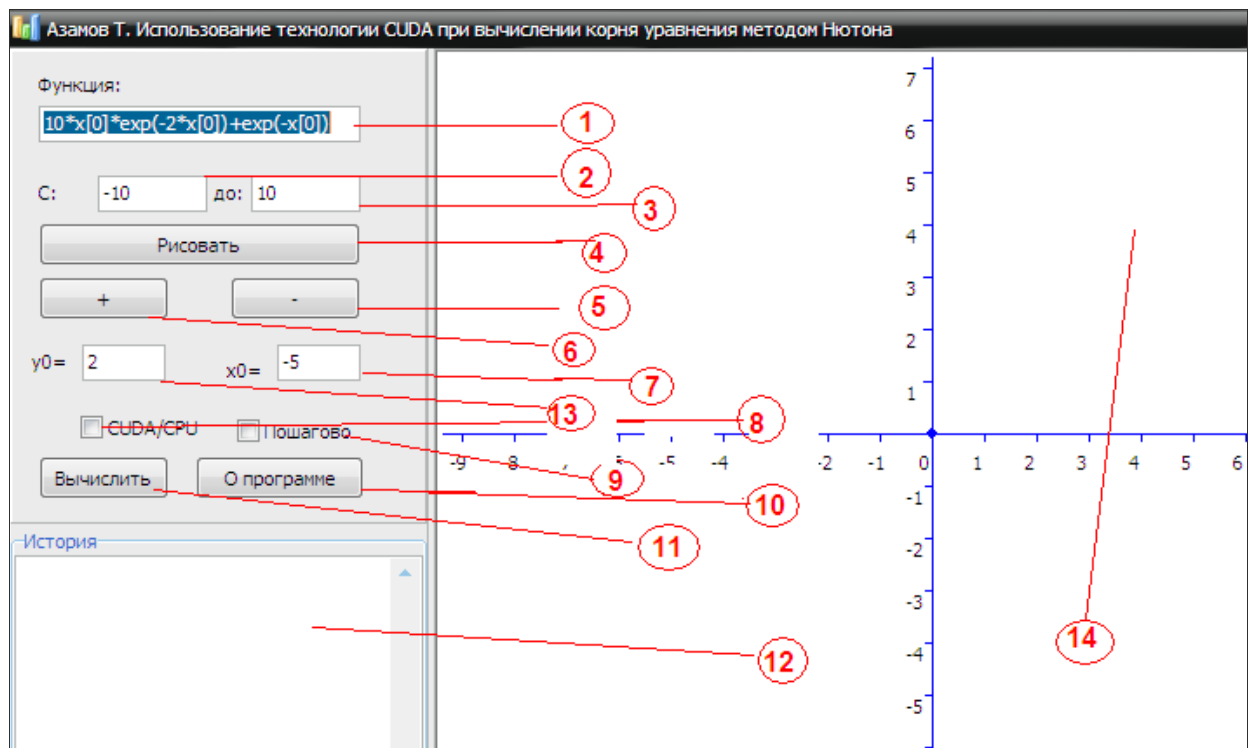 Азамов Т. Использование технологии CUDA при вычислении корня уравнения методом Нютона
Функция:
10*x[0]*exp(-2*x[0])+exp(-x[0])
1
2
С: -10 до: 10
3
Рисовать
4
+ -
5
6
y0= 2 x0= -5
7
13
8
CUDA/CPU Пошагово
9
Вычислить О программе
10
11
История
12
14
7
6
5
4
3
2
1
-9 -8 -5 -4 -2 -1 0 1 2 3 4 5 6
-1
-2
-3
-4
-5